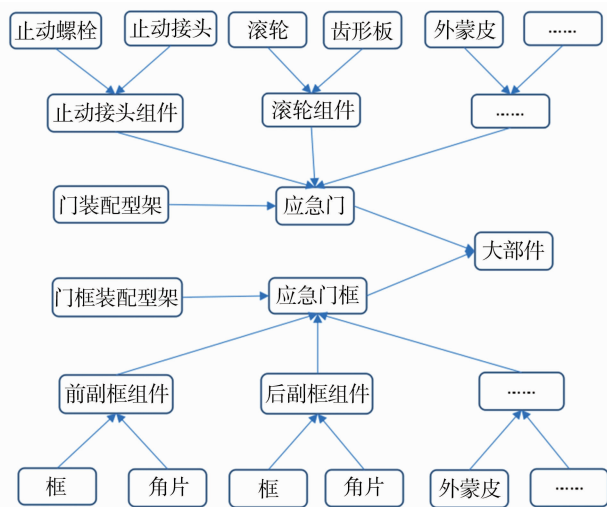 止动螺栓
止动接头
滚轮
齿形板
外蒙皮
……
止动接头组件
滚轮组件
……
门装配型架
应急门
大部件
门框装配型架
应急门框
前副框组件
后副框组件
……
框
角片
框
角片
外蒙皮
……